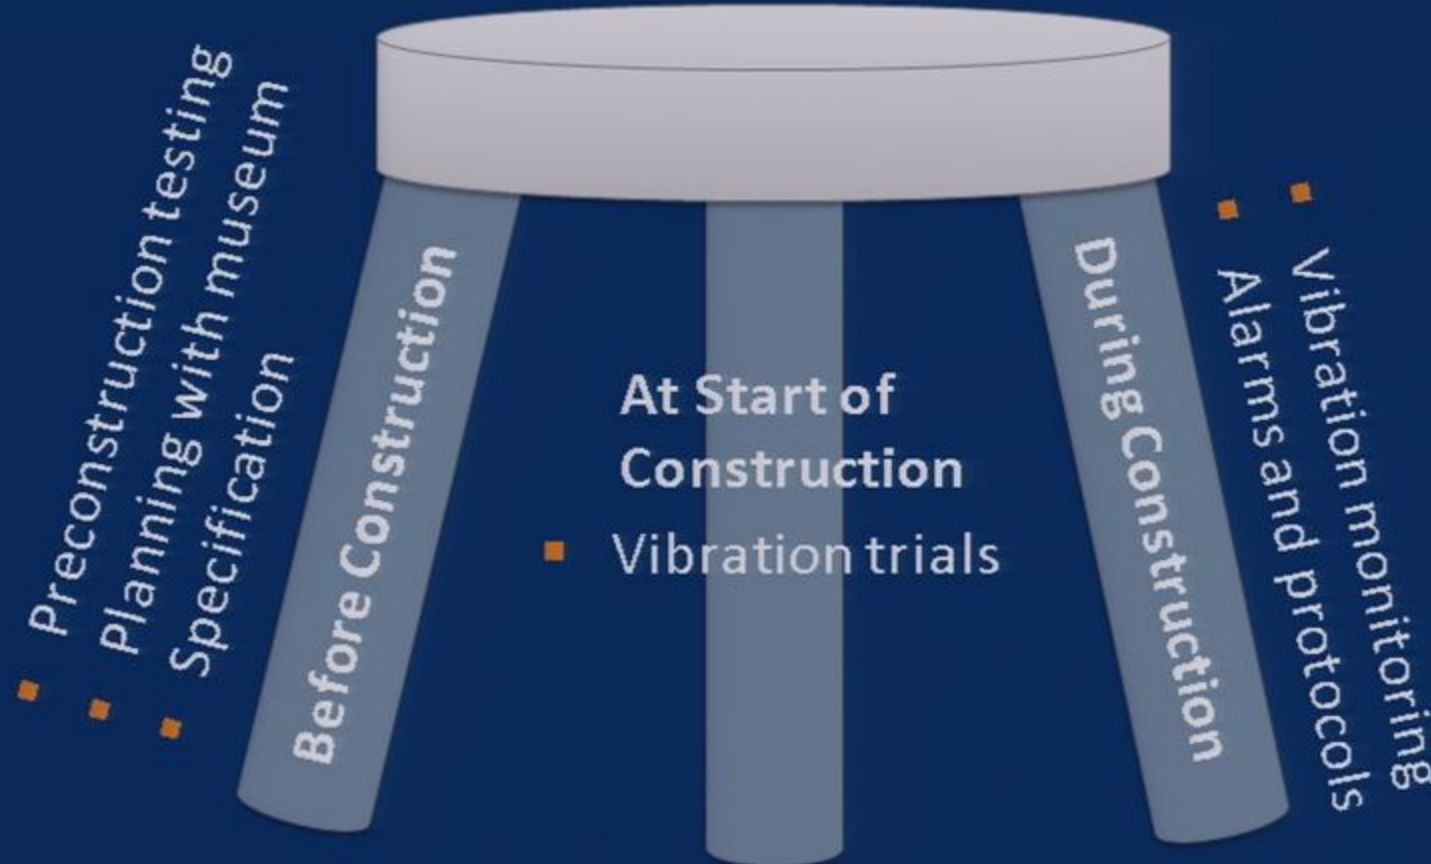 Before Construction
Preconstruction testing
Planning with museum
Specification
At Start of
Construction
Vibration trials
During Construction
Vibration monitoring
Alarms and protocols